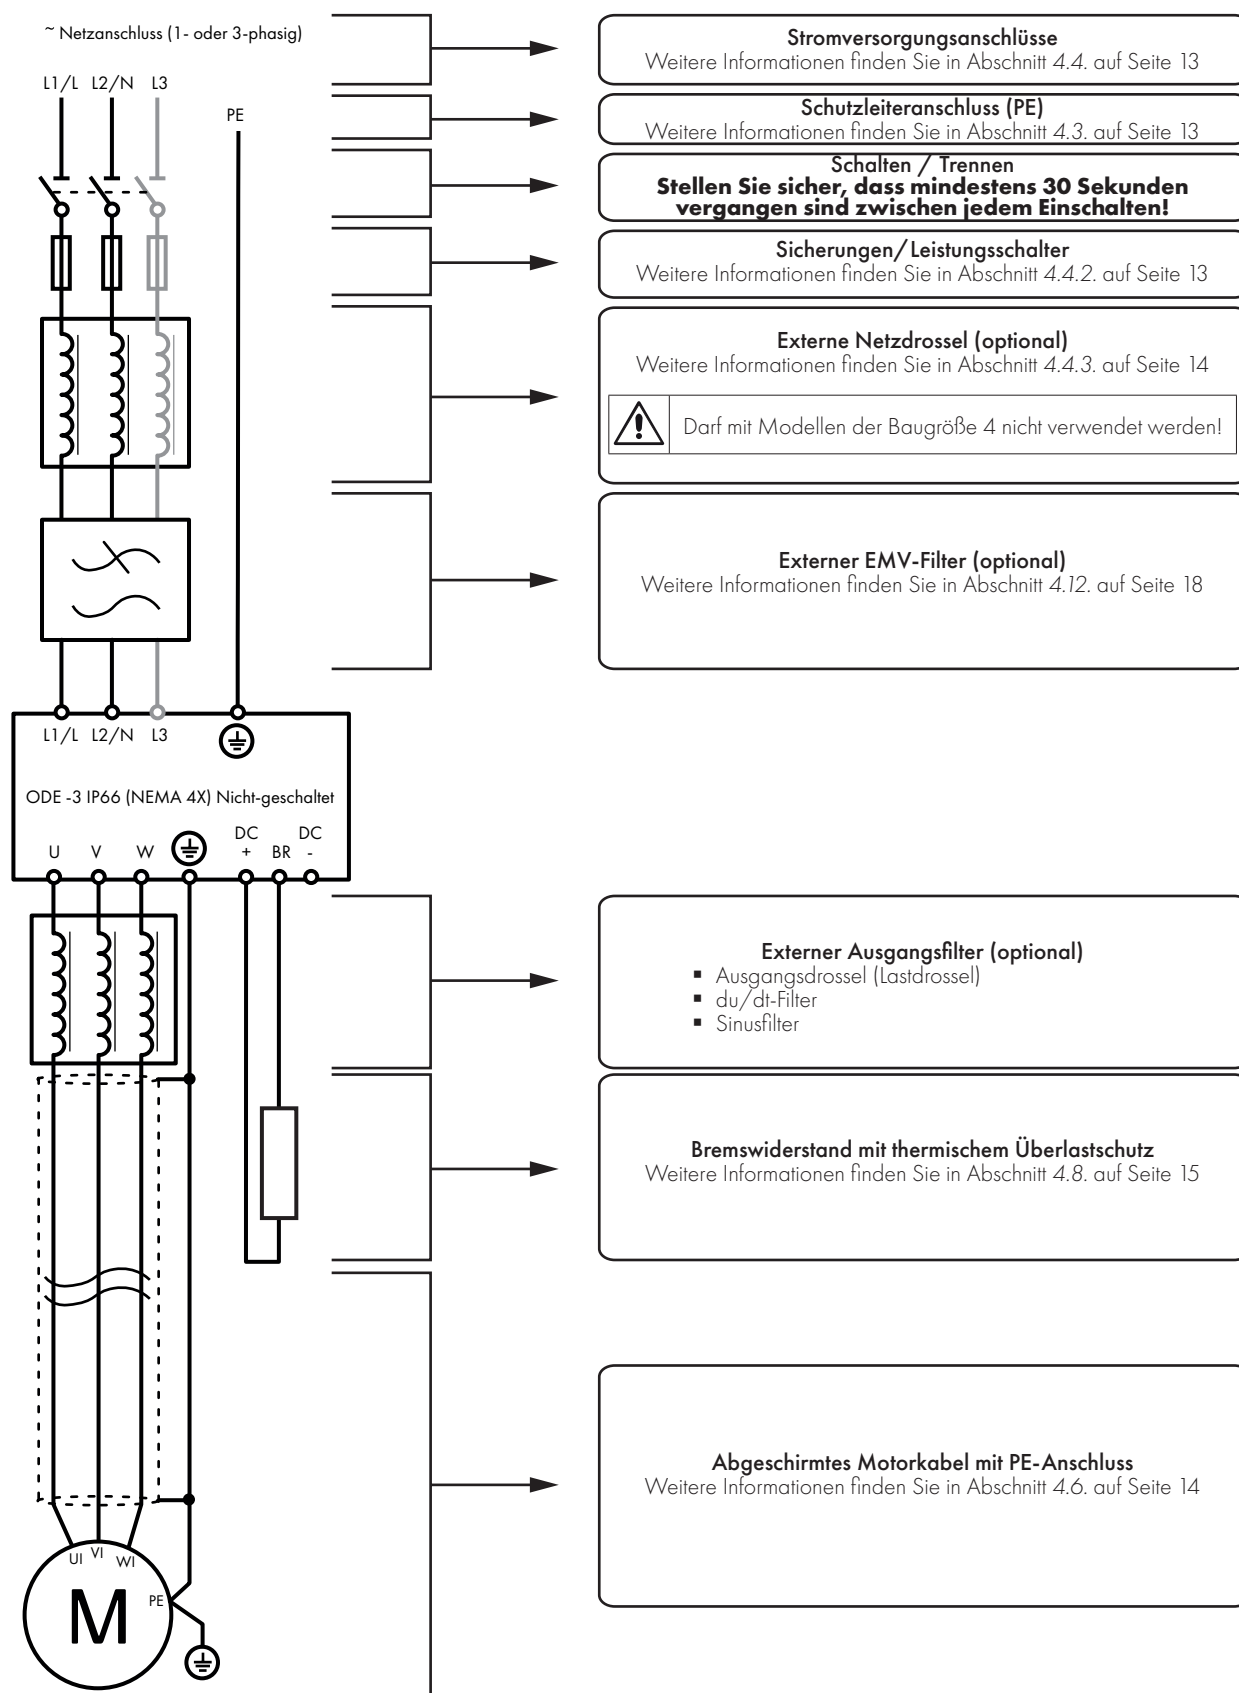 ~ Netzanschluss (1- oder 3-phasig)
L1/L L2/N L3
PE
Stromversorgungsanschlüsse
Weitere Informationen finden Sie in Abschnitt 4.4. auf Seite 13
Schutzleiteranschluss (PE)
Weitere Informationen finden Sie in Abschnitt 4.3. auf Seite 13
Schalten / Trennen
Stellen Sie sicher, dass mindestens 30 Sekunden
vergangen sind zwischen jedem Einschalten!
Sicherungen/Leistungsschalter
Weitere Informationen finden Sie in Abschnitt 4.4.2. auf Seite 13
Externe Netzdrossel (optional)
Weitere Informationen finden Sie in Abschnitt 4.4.3. auf Seite 14
Darf mit Modellen der Baugröße 4 nicht verwendet werden!
Externer EMV-Filter (optional)
Weitere Informationen finden Sie in Abschnitt 4.12. auf Seite 18
L1/L L2/N L3
ODE -3 IP66 (NEMA 4X) Nicht-geschaltet
U V W DC + BR DC -
Externer Ausgangsfilter (optional)
▪ Ausgangsdrossel (Lastdrossel)
▪ du/dt-Filter
▪ Sinusfilter
Bremswiderstand mit thermischem Überlastschutz
Weitere Informationen finden Sie in Abschnitt 4.8. auf Seite 15
Abgeschirmtes Motorkabel mit PE-Anschluss
Weitere Informationen finden Sie in Abschnitt 4.6. auf Seite 14
UI VI WI
PE
M